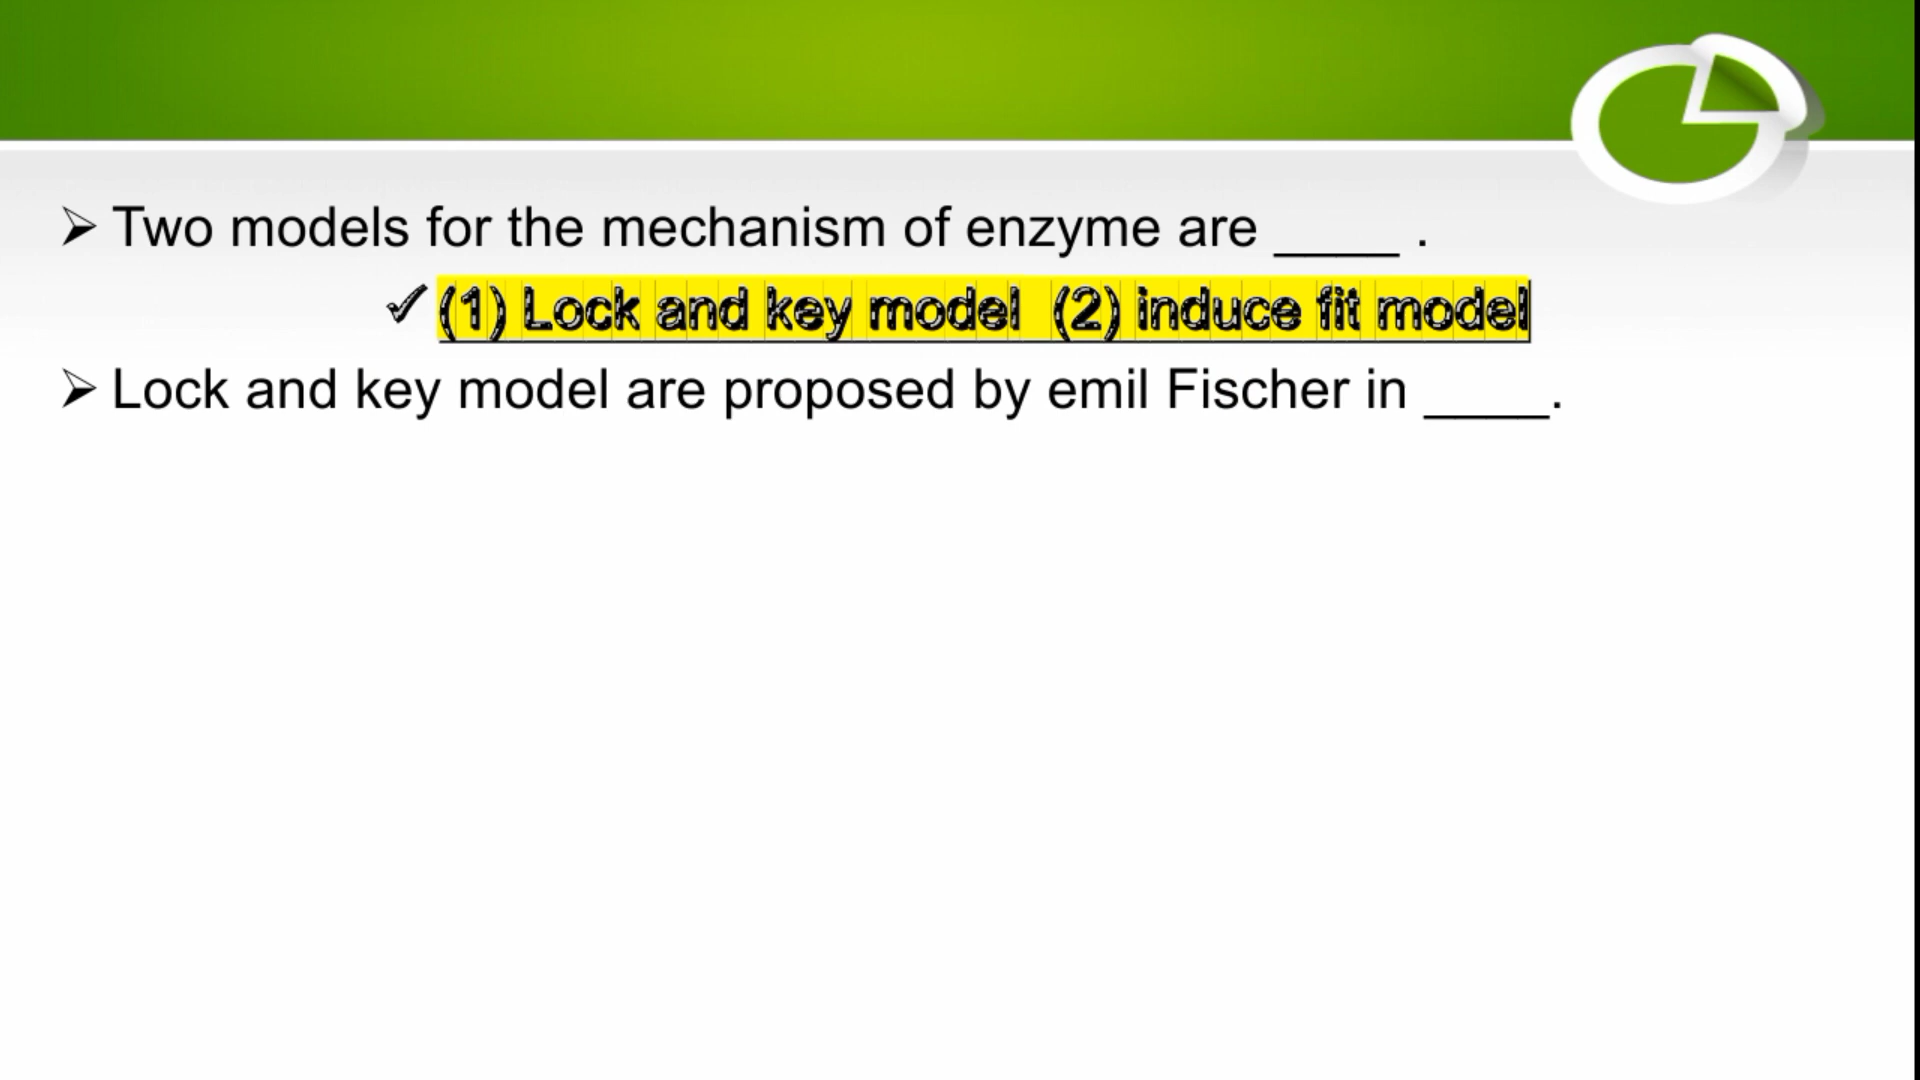 ➢ Two models for the mechanism of enzyme are ____ .
✓ (1) Lock and key model (2) induce fit model
➢ Lock and key model are proposed by emil Fischer in ____.